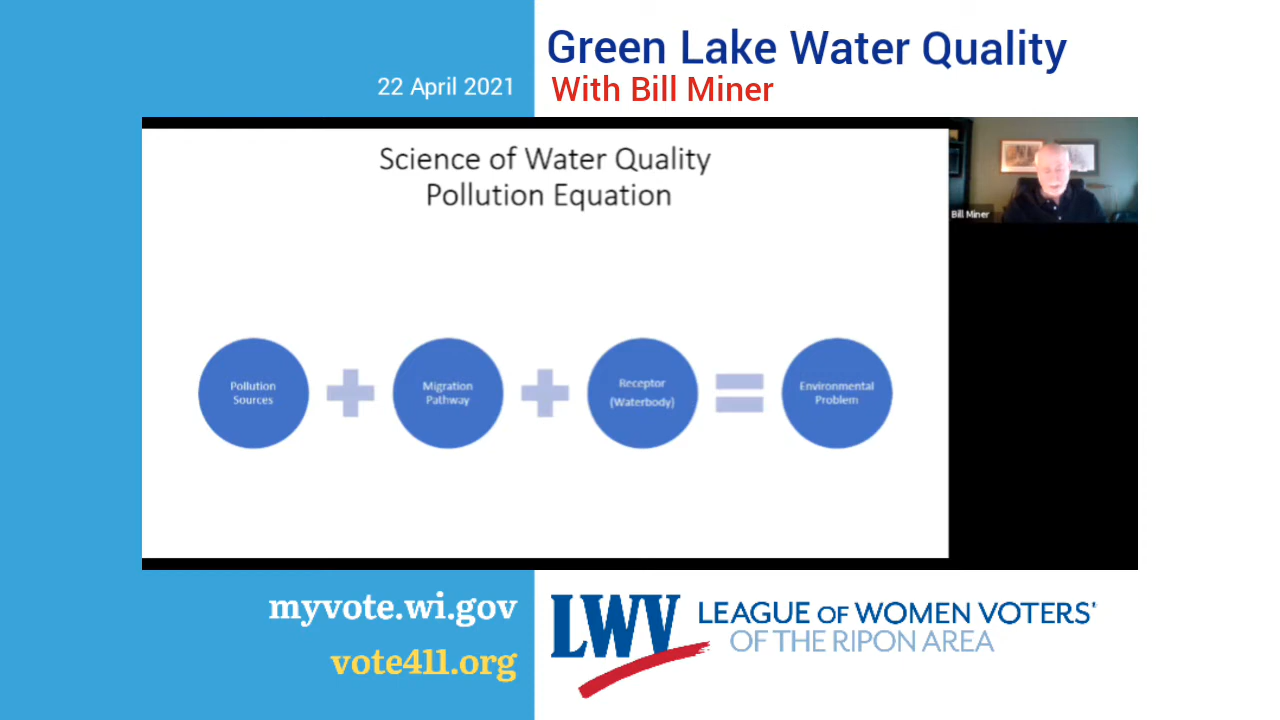 Green Lake Water Quality
22 April 2021
With Bill Miner
Science of Water Quality
Pollution Equation
Bill Miner
Pollution
Sources
Migration
Pathway
Receptor
(Waterbody)
Environmental
Problem
myvote.wi.gov
vote411.org
LWV
LEAGUE OF WOMEN VOTERS'
OF THE RIPON AREA